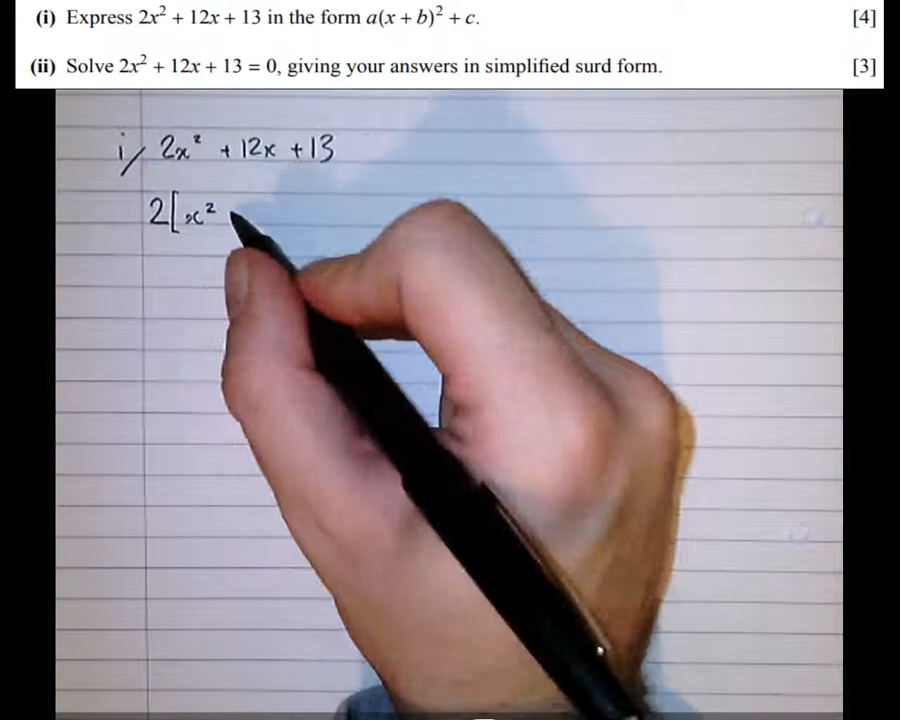 (i) Express 2x² + 12x + 13 in the form a(x + b)² + c. [4]
(ii) Solve 2x² + 12x + 13 = 0, giving your answers in simplified surd form. [3]
i/ 2x² + 12x + 13
2[x²